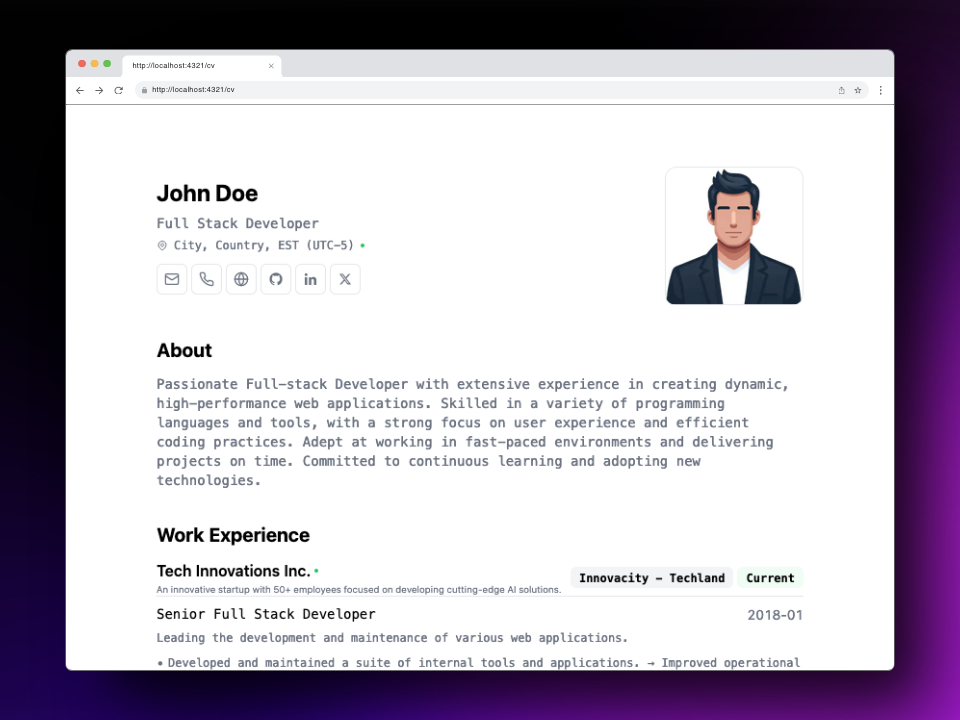 http://localhost:4321/cv
http://localhost:4321/cv
John Doe
Full Stack Developer
City, Country, EST (UTC-5)
in X
About
Passionate Full-stack Developer with extensive experience in creating dynamic,
high-performance web applications. Skilled in a variety of programming
languages and tools, with a strong focus on user experience and efficient
coding practices. Adept at working in fast-paced environments and delivering
projects on time. Committed to continuous learning and adopting new
technologies.
Work Experience
Tech Innovations Inc.
An innovative startup with 50+ employees focused on developing cutting-edge AI solutions.
Innovacity - Techland Current
Senior Full Stack Developer 2018-01
Leading the development and maintenance of various web applications.
• Developed and maintained a suite of internal tools and applications. → Improved operational